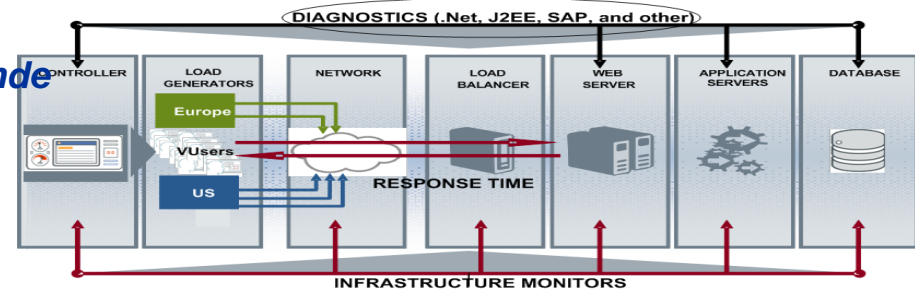 DIAGNOSTICS (.Net, J2EE, SAP, and other)
nde
CONTROLLER
LOAD
GENERATORS
NETWORK
LOAD
BALANCER
WEB
SERVER
APPLICATION
SERVERS
DATABASE
Europe
VUsers
US
RESPONSE TIME
INFRASTRUCTURE MONITORS